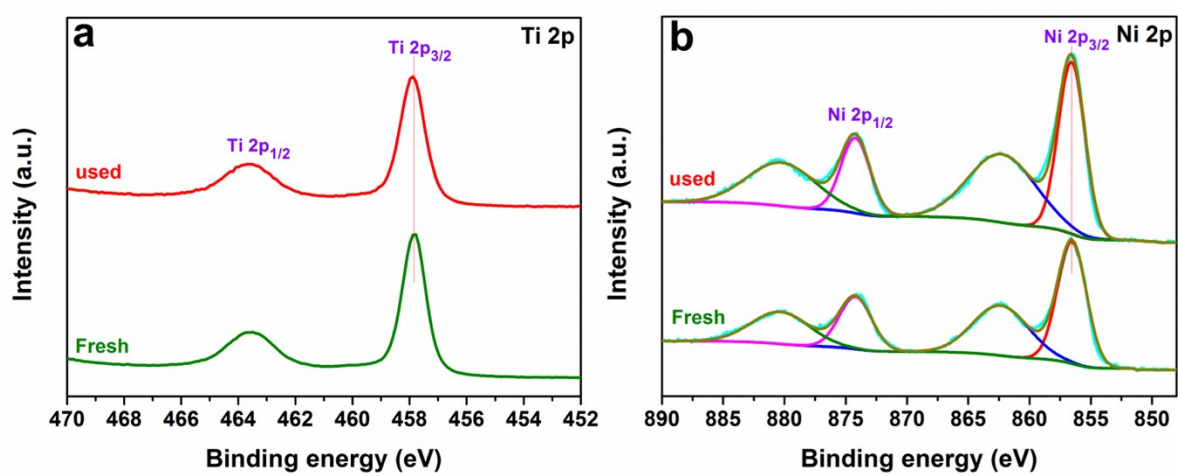 a
Ti 2p
Ti 2p3/2
Ti 2p1/2
used
Fresh
Intensity (a.u.)
470 468 466 464 462 460 458 456 454 452
Binding energy (eV)
b
Ni 2p3/2
Ni 2p
Ni 2p1/2
used
Fresh
Intensity (a.u.)
890 885 880 875 870 865 860 855 850
Binding energy (eV)